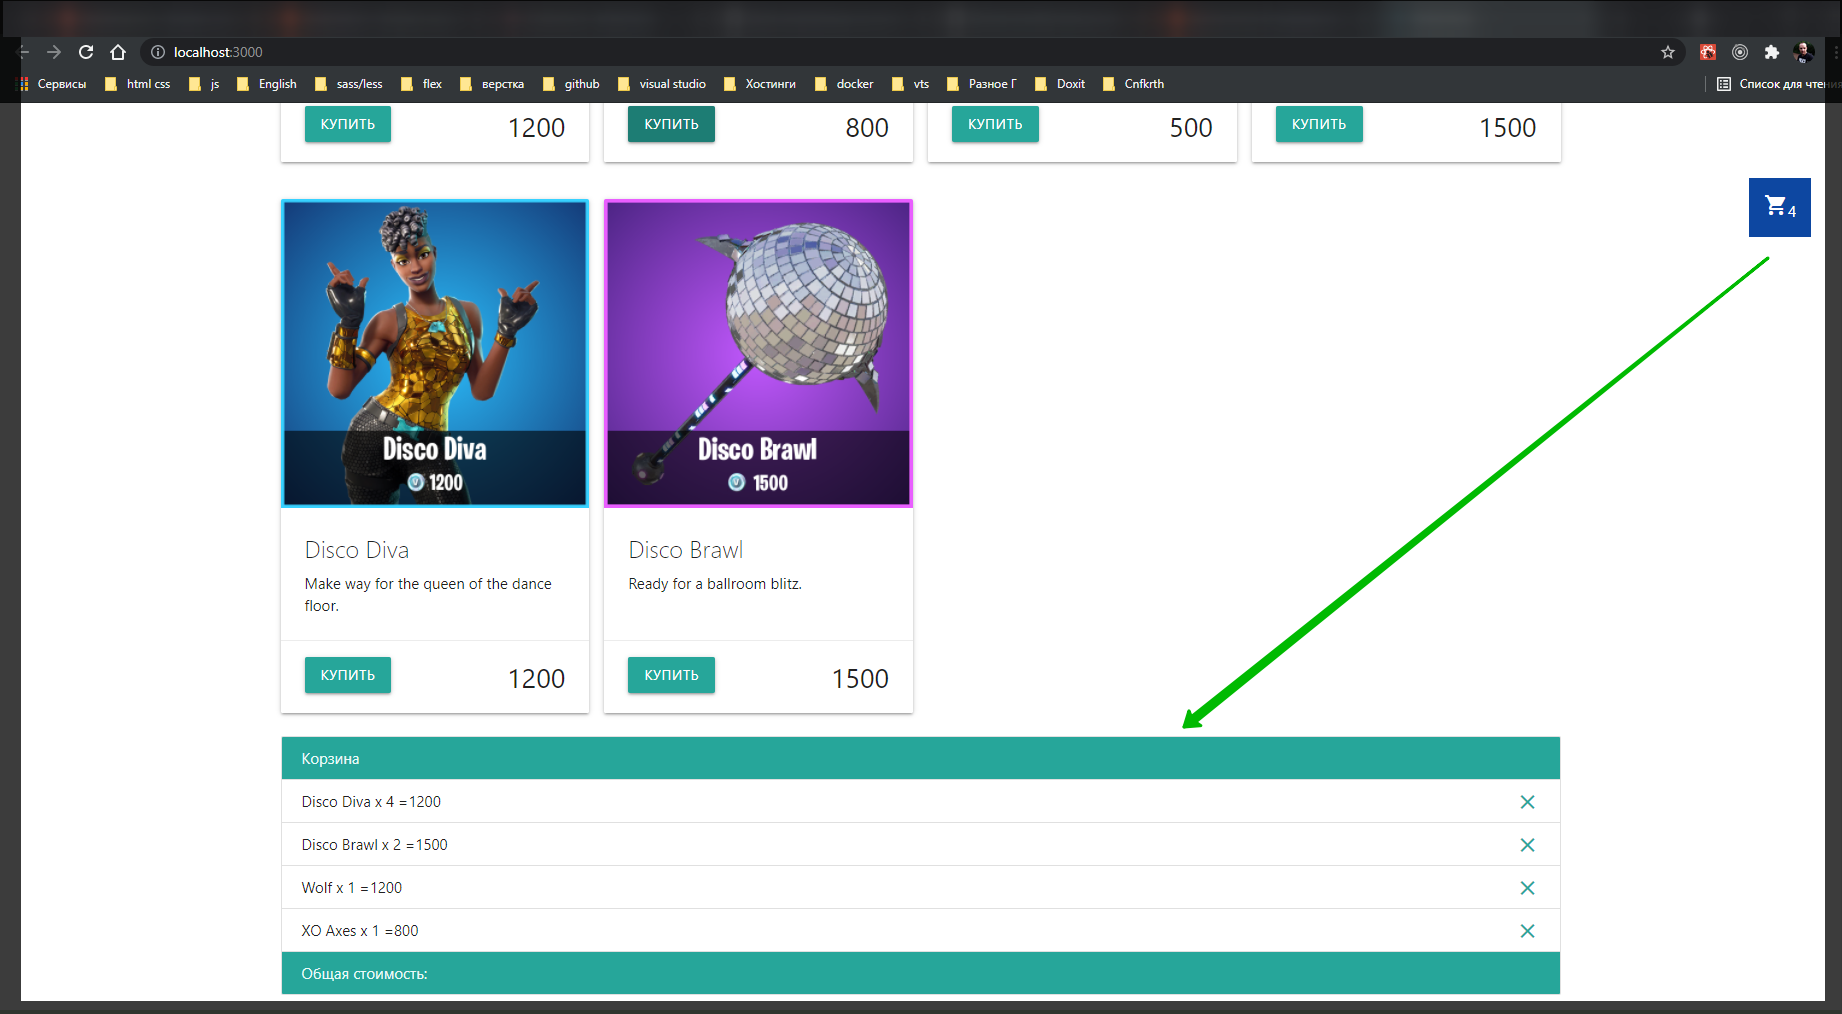 localhost:3000
Сервисы html css js English sass/less flex верстка github visual studio Хостинги docker vts Разное Г Doxit Cnfkrth Список для чтения
КУПИТЬ 1200 КУПИТЬ 800 КУПИТЬ 500 КУПИТЬ 1500
4
Disco Diva Disco Brawl
1200 1500
Disco Diva Disco Brawl
Make way for the queen of the dance Ready for a ballroom blitz.
floor.
КУПИТЬ 1200 КУПИТЬ 1500
Корзина
Disco Diva x 4 =1200
Disco Brawl x 2 =1500
Wolf x 1 =1200
XO Axes x 1 =800
Общая стоимость: